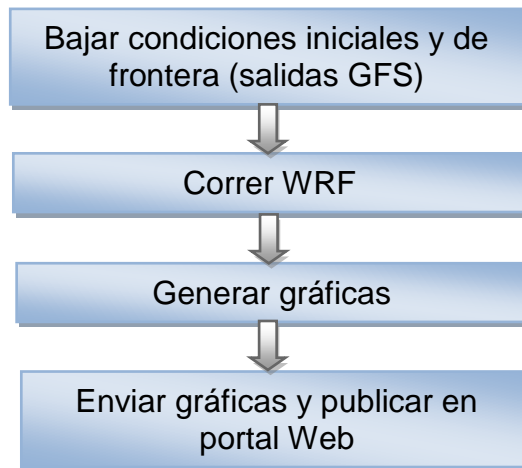 Bajar condiciones iniciales y de
frontera (salidas GFS)
Correr WRF
Generar gráficas
Enviar gráficas y publicar en
portal Web